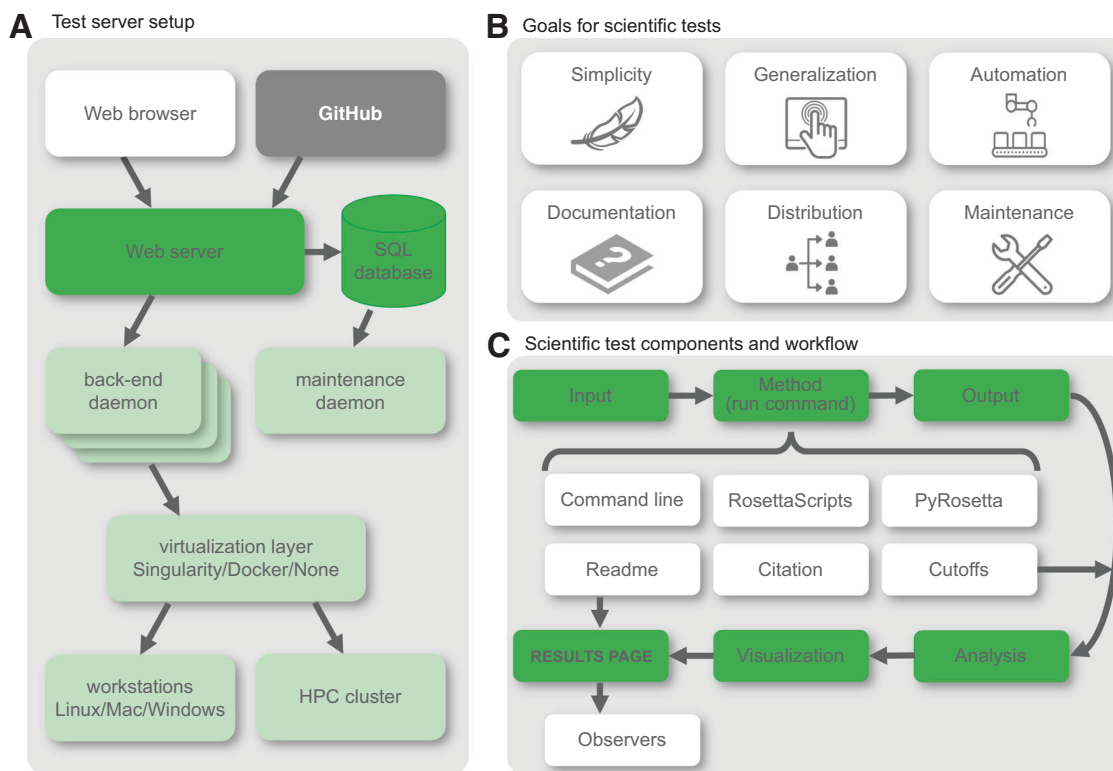 A Test server setup
Web browser
GitHub
Web server
SQL
database
back-end
daemon
maintenance
daemon
virtualization layer
Singularity/Docker/None
workstations
Linux/Mac/Windows
HPC cluster
B Goals for scientific tests
Simplicity
Generalization
Automation
Documentation
?
Distribution
Maintenance
C Scientific test components and workflow
Input
Method
(run command)
Output
Command line
RosettaScripts
PyRosetta
Readme
Citation
Cutoffs
RESULTS PAGE
Visualization
Analysis
Observers